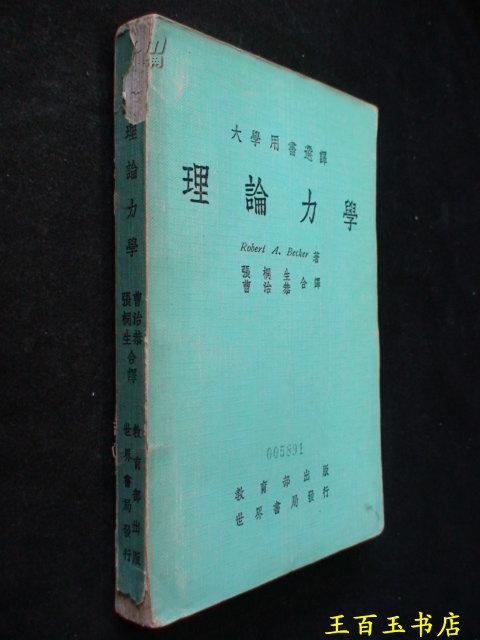 大學用書選譯
理論力學
Robert A. Becker 著
張桐生
曹治恭 合譯
005891
教育部出版
世界書局發行
理論力學
曹治恭
張桐生
合譯
教育部出版
世界書局發行
王百玉书店